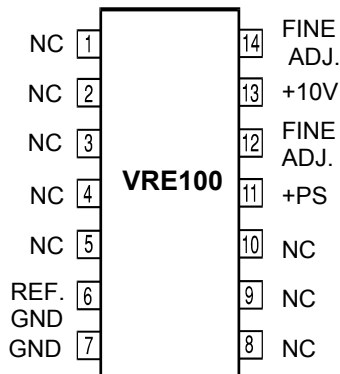 NC 1
NC 2
NC 3
NC 4
NC 5
REF. 6
GND
GND 7
VRE100
14 FINE
ADJ.
13 +10V
12 FINE
ADJ.
11 +PS
10 NC
9 NC
8 NC